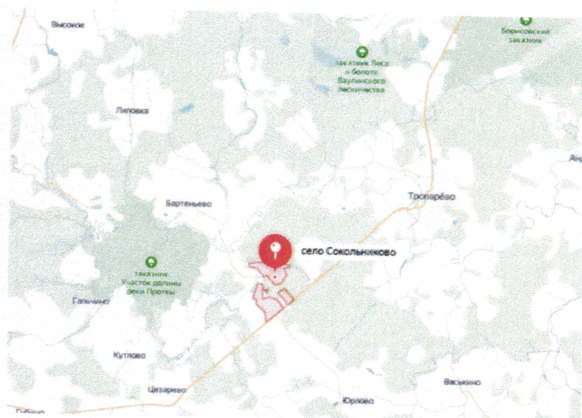 Высокое
Борисовский
заказник
заказник Леса
и болота
Ваулинского
лесничества
Липовка
Бартеньево
Тропарёво
село Сокольниково
заказник
Участок долины
реки Протвы
Гальчино
Кутлово
Цезарево
Васькино
Юрлово